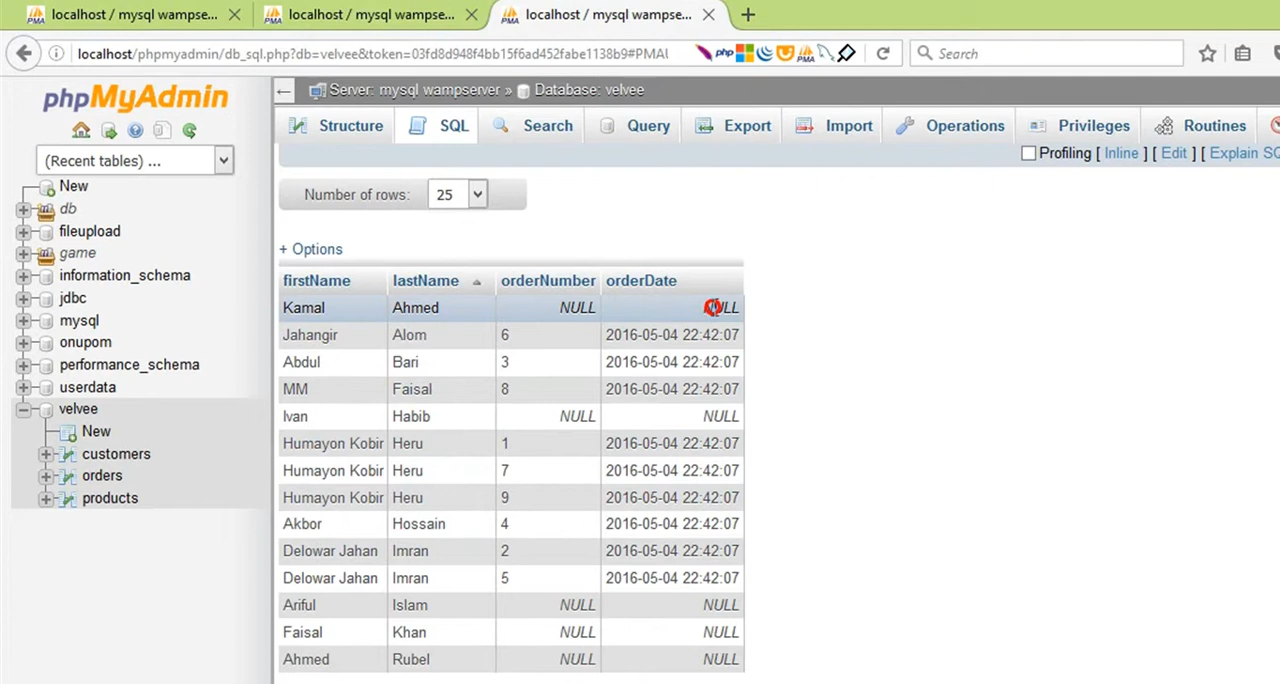 localhost / mysql wampse... localhost / mysql wampse... localhost / mysql wampse...
localhost/phpmyadmin/db_sql.php?db=velvee&token=03fd8d948f4bb15f6ad452fabe1138b9#PMAU php PMA Search
phpMyAdmin
(Recent tables) ...
New
db
fileupload
game
information_schema
jdbc
mysql
onupom
performance_schema
userdata
velvee
New
customers
orders
products
Server: mysql wampserver » Database: velvee
Structure SQL Search Query Export Import Operations Privileges Routines
Profiling [ Inline ] [ Edit ] [ Explain SQ
Number of rows: 25
+ Options
firstName lastName orderNumber orderDate
Kamal Ahmed NULL NULL
Jahangir Alom 6 2016-05-04 22:42:07
Abdul Bari 3 2016-05-04 22:42:07
MM Faisal 8 2016-05-04 22:42:07
Ivan Habib NULL NULL
Humayon Kobir Heru 1 2016-05-04 22:42:07
Humayon Kobir Heru 7 2016-05-04 22:42:07
Humayon Kobir Heru 9 2016-05-04 22:42:07
Akbor Hossain 4 2016-05-04 22:42:07
Delowar Jahan Imran 2 2016-05-04 22:42:07
Delowar Jahan Imran 5 2016-05-04 22:42:07
Ariful Islam NULL NULL
Faisal Khan NULL NULL
Ahmed Rubel NULL NULL